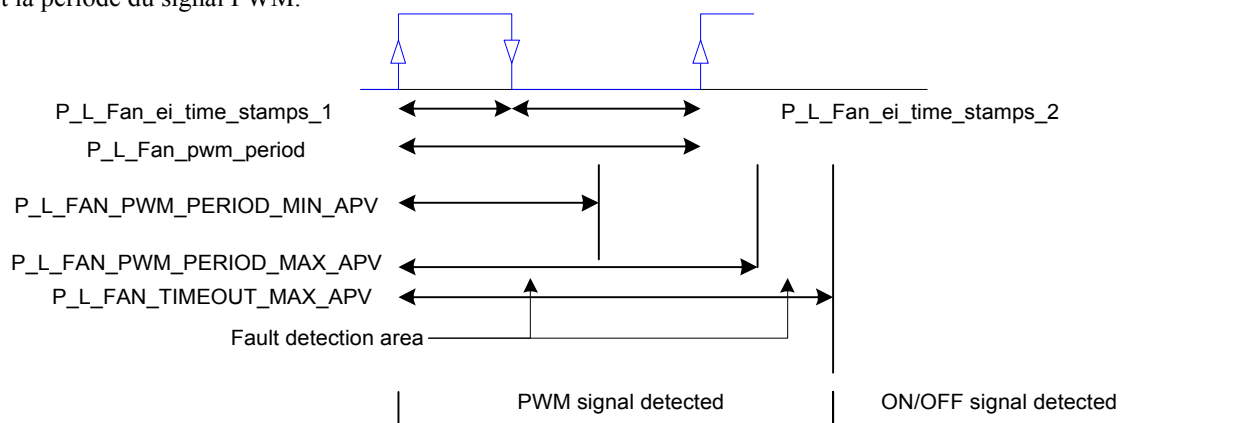 t la période du signal PWM.
P_L_Fan_ei_time_stamps_1
P_L_Fan_ei_time_stamps_2
P_L_Fan_pwm_period
P_L_FAN_PWM_PERIOD_MIN_APV
P_L_FAN_PWM_PERIOD_MAX_APV
P_L_FAN_TIMEOUT_MAX_APV
Fault detection area
PWM signal detected
ON/OFF signal detected